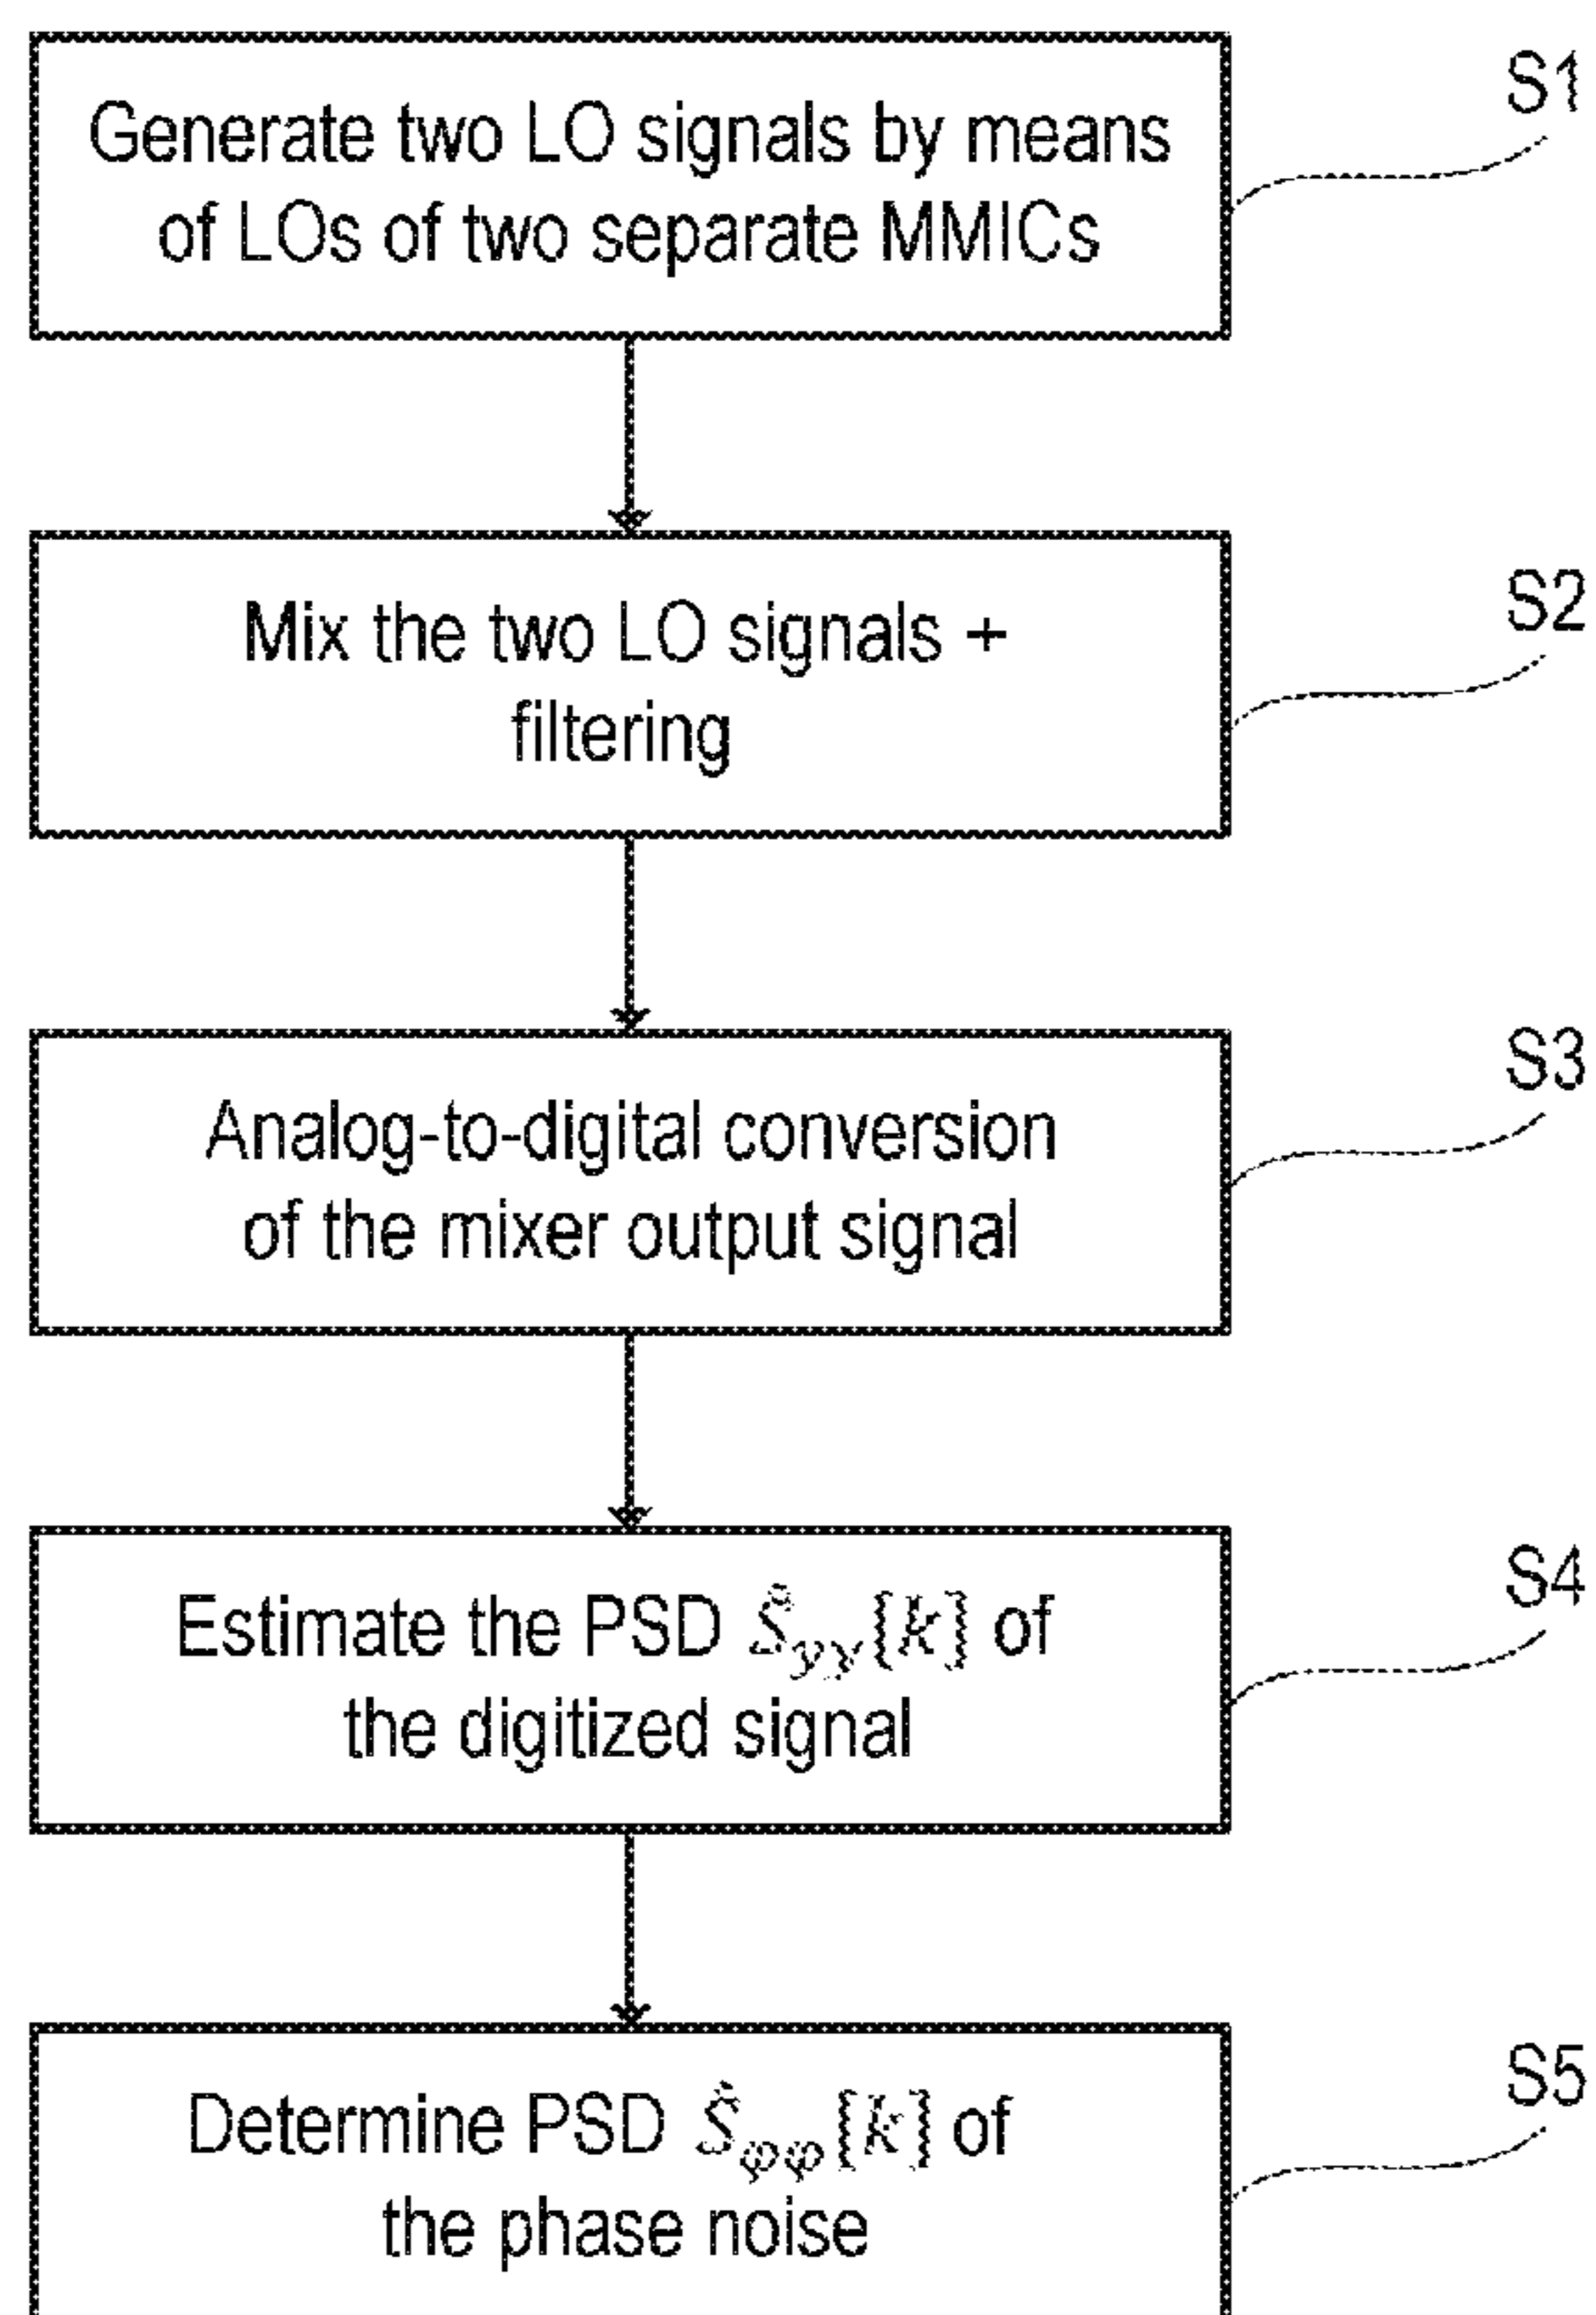 Generate two LO signals by means
of LOs of two separate MMICs
S1
Mix the two LO signals +
filtering
S2
Analog-to-digital conversion
of the mixer output signal
S3
Estimate the PSD Ŝyy[k] of
the digitized signal
S4
Determine PSD Ŝφφ[k] of
the phase noise
S5